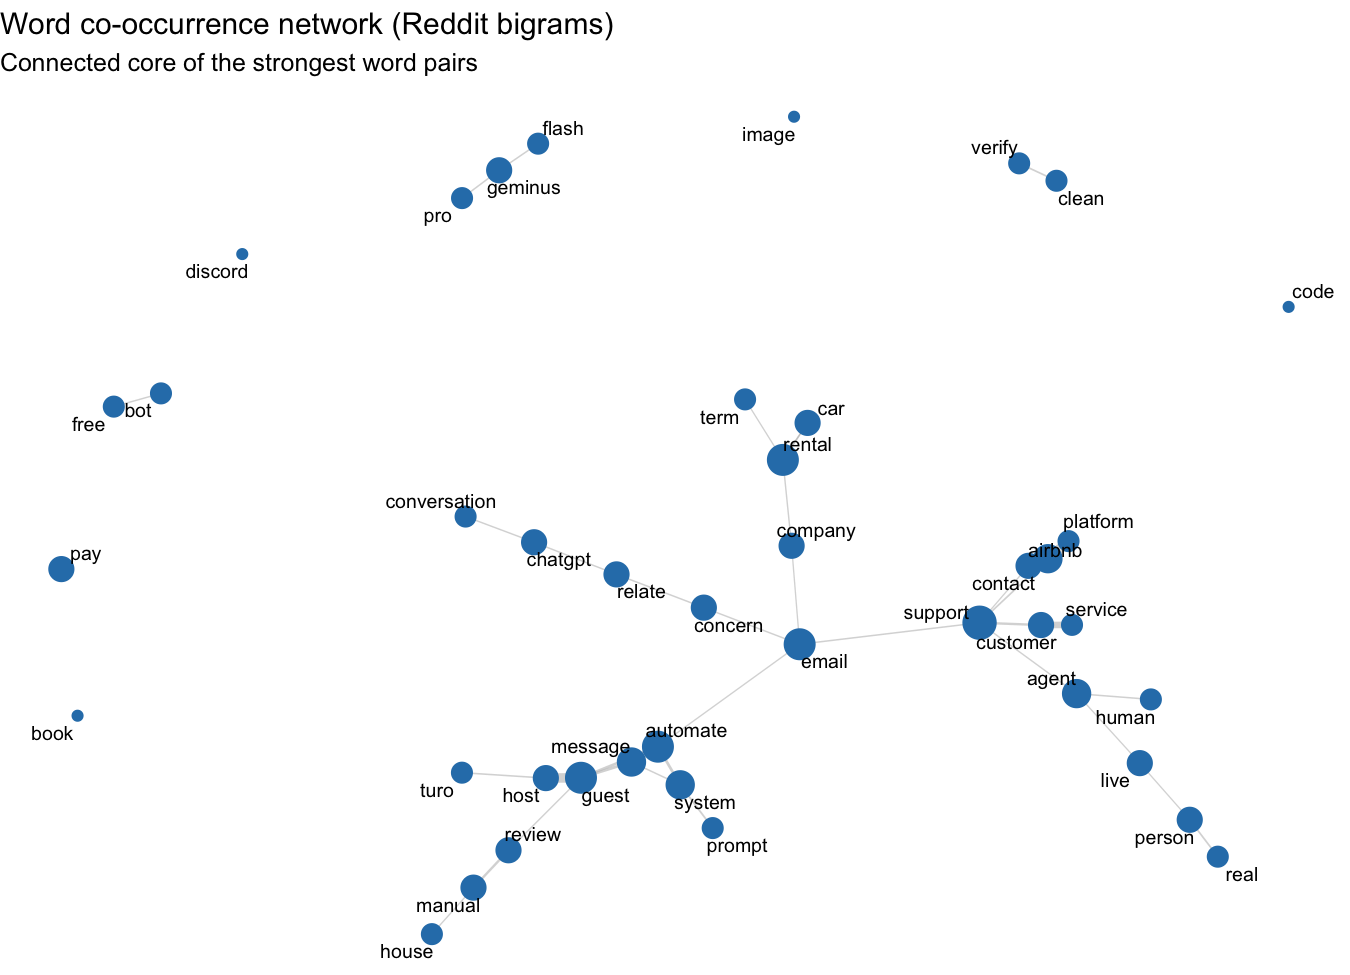 Word co-occurrence network (Reddit bigrams)
Connected core of the strongest word pairs
image
flash
verify
geminus
clean
pro
discord
code
free
bot
term
car
rental
conversation
platform
company
airbnb
pay
chatgpt
contact
relate
service
support
concern
customer
email
agent
human
book
automate
message
turo
host
guest
system
live
review
prompt
person
real
manual
house